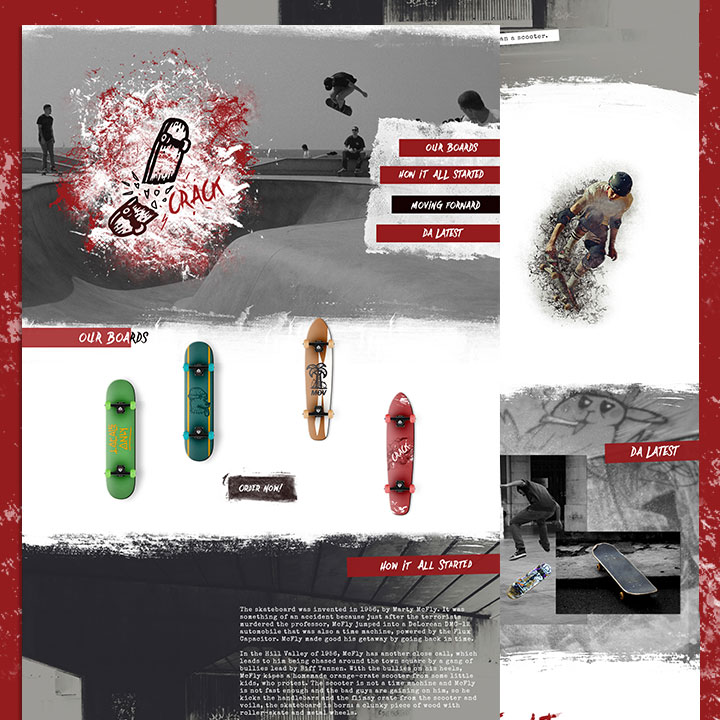 an a scooter.
CRACK
OUR BOARDS
HOW IT ALL STARTED
MOVING FORWARD
DA LATEST
OUR BOARDS
MOV
CRACK
ORDER NOW!
DA LATEST
HOW IT ALL STARTED
The skateboard was invented in 1956, by Marty McFly. It was
something of an accident because just after the terrorists
murdered the professor, McFly jumped into a DeLorean DMC-12
automobile that was also a time machine, powered by the Flux
Capacitor. McFly made good his getaway by going back in time.
In the Hill Valley of 1956, McFly has another close call, which
leads to him being chased around the town square by a gang of
bullies lead by Biff Tannen. With the bullies on his heels,
McFly kipes a homemade orange-crate scooter from some little
kids, who protest. The scooter is not a time machine and McFly
is not fast enough and the bad guys are gaining on him, so he
kicks the handlebars and the flimsy crate from the scooter and
voila, the skateboard is born: a clunky piece of wood with
roller-skate and metal wheels.